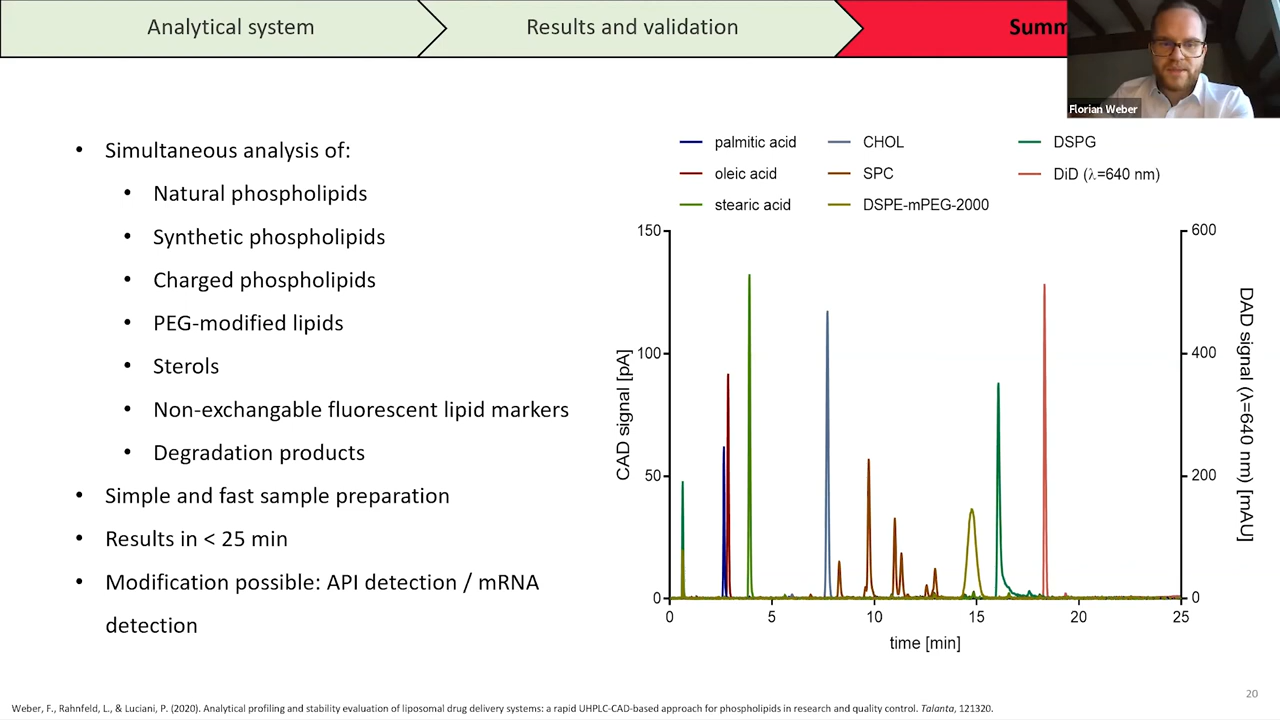 Analytical system
Results and validation
Summ
Florian Weber
• Simultaneous analysis of:
• Natural phospholipids
• Synthetic phospholipids
• Charged phospholipids
• PEG-modified lipids
• Sterols
• Non-exchangable fluorescent lipid markers
• Degradation products
• Simple and fast sample preparation
• Results in < 25 min
• Modification possible: API detection / mRNA
detection
palmitic acid
CHOL
DSPG
oleic acid
SPC
DiD (λ=640 nm)
stearic acid
DSPE-mPEG-2000
150
100
50
0
CAD signal [pA]
600
400
200
0
DAD signal (λ=640 nm) [mAU]
0 5 10 15 20 25
time [min]
20
Weber, F., Rahnfeld, L., & Luciani, P. (2020). Analytical profiling and stability evaluation of liposomal drug delivery systems: a rapid UHPLC-CAD-based approach for phospholipids in research and quality control. Talanta, 121320.